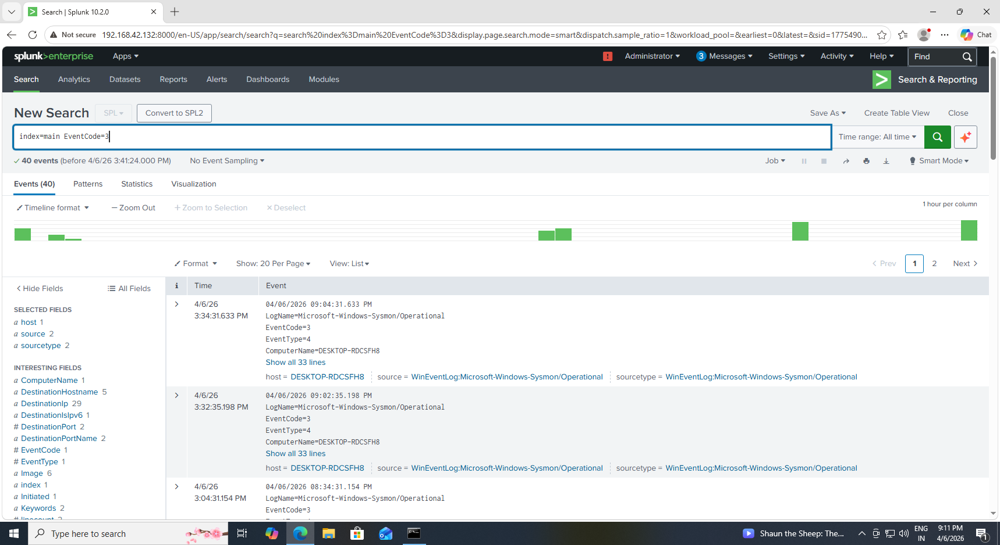 Search | Splunk 10.2.0
Not secure 192.168.42.132:8000/en-US/app/search/search?q=search%20index%3Dmain%20EventCode%3D3&display.page.search.mode=smart&dispatch.sample_ratio=1&workload_pool=&earliest=0&latest=&sid=1775490... Chat
splunk>enterprise Apps ! Administrator 3 Messages Settings Activity Help Find
Search Analytics Datasets Reports Alerts Dashboards Modules > Search & Reporting
New Search SPL Convert to SPL2 Save As Create Table View Close
index=main EventCode=3 Time range: All time
40 events (before 4/6/26 3:41:24.000 PM) No Event Sampling Job Smart Mode
Events (40) Patterns Statistics Visualization
Timeline format Zoom Out Zoom to Selection Deselect 1 hour per column
Format Show: 20 Per Page View: List Prev 1 2 Next
Hide Fields All Fields
SELECTED FIELDS
a host 1
a source 2
a sourcetype 2
INTERESTING FIELDS
a ComputerName 1
a DestinationHostname 5
a DestinationIp 29
a DestinationIsIpv6 1
# DestinationPort 2
a DestinationPortName 2
# EventCode 1
# EventType 1
a Image 6
a index 1
a Initiated 1
a Keywords 2
# linecount 2
i Time Event
4/6/26
3:34:31.633 PM
04/06/2026 09:04:31.633 PM
LogName=Microsoft-Windows-Sysmon/Operational
EventCode=3
EventType=4
ComputerName=DESKTOP-RDCSFH8
Show all 33 lines
host = DESKTOP-RDCSFH8 source = WinEventLog:Microsoft-Windows-Sysmon/Operational sourcetype = WinEventLog:Microsoft-Windows-Sysmon/Operational
4/6/26
3:32:35.198 PM
04/06/2026 09:02:35.198 PM
LogName=Microsoft-Windows-Sysmon/Operational
EventCode=3
EventType=4
ComputerName=DESKTOP-RDCSFH8
Show all 33 lines
host = DESKTOP-RDCSFH8 source = WinEventLog:Microsoft-Windows-Sysmon/Operational sourcetype = WinEventLog:Microsoft-Windows-Sysmon/Operational
4/6/26
3:04:31.154 PM
04/06/2026 08:34:31.154 PM
LogName=Microsoft-Windows-Sysmon/Operational
EventCode=3
Type here to search Shaun the Sheep: The... ENG IN 9:11 PM 4/6/2026 1